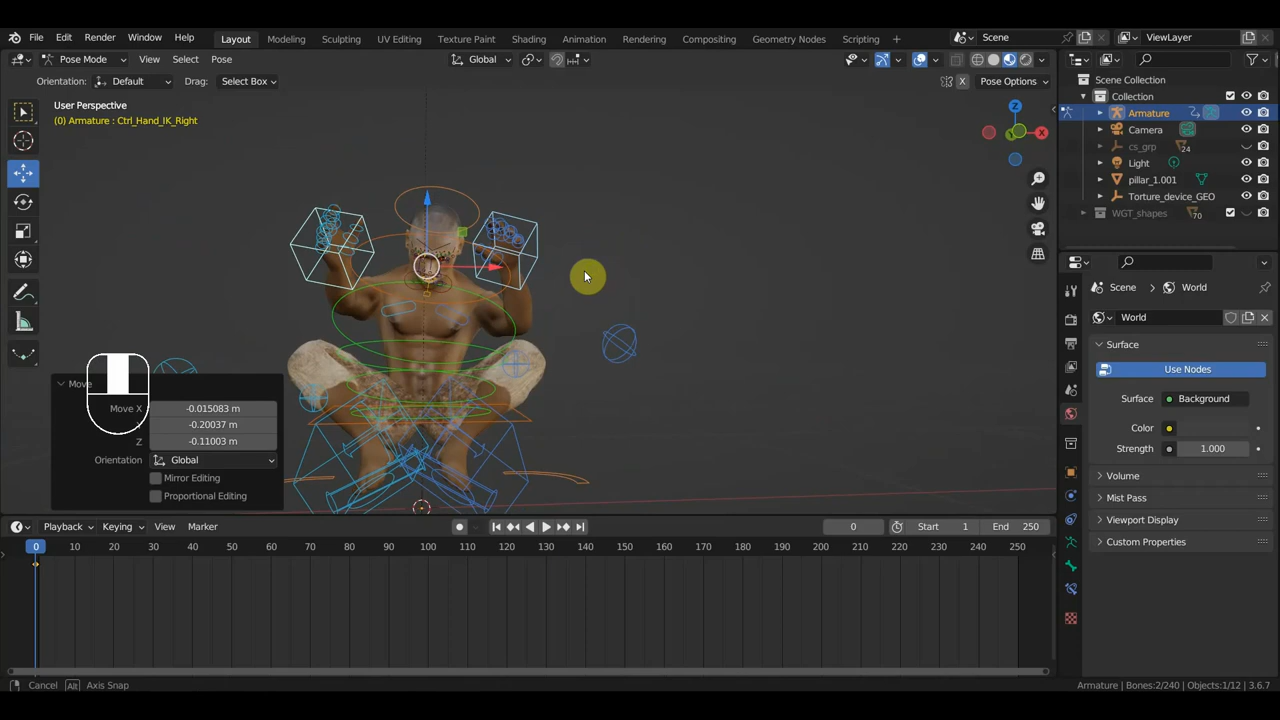 File Edit Render Window Help Layout Modeling Sculpting UV Editing Texture Paint Shading Animation Rendering Compositing Geometry Nodes Scripting + Scene ViewLayer
Pose Mode View Select Pose Global
Orientation: Default Drag: Select Box X Pose Options
User Perspective
(0) Armature : Ctrl_Hand_IK_Right
Z
X
Scene Collection
Collection
Armature
Camera
cs_grp 24
Light
pillar_1.001
Torture_device_GEO
WGT_shapes 70
Scene World
World
Surface
Use Nodes
Surface Background
Color
Strength 1.000
Volume
Mist Pass
Viewport Display
Custom Properties
Move
Move X -0.015083 m
-0.20037 m
Z -0.11003 m
Orientation Global
Mirror Editing
Proportional Editing
Playback Keying View Marker 0 Start 1 End 250
0 10 20 30 40 50 60 70 80 90 100 110 120 130 140 150 160 170 180 190 200 210 220 230 240 250
Cancel Alt Axis Snap Armature | Bones:2/240 | Objects:1/12 | 3.6.7